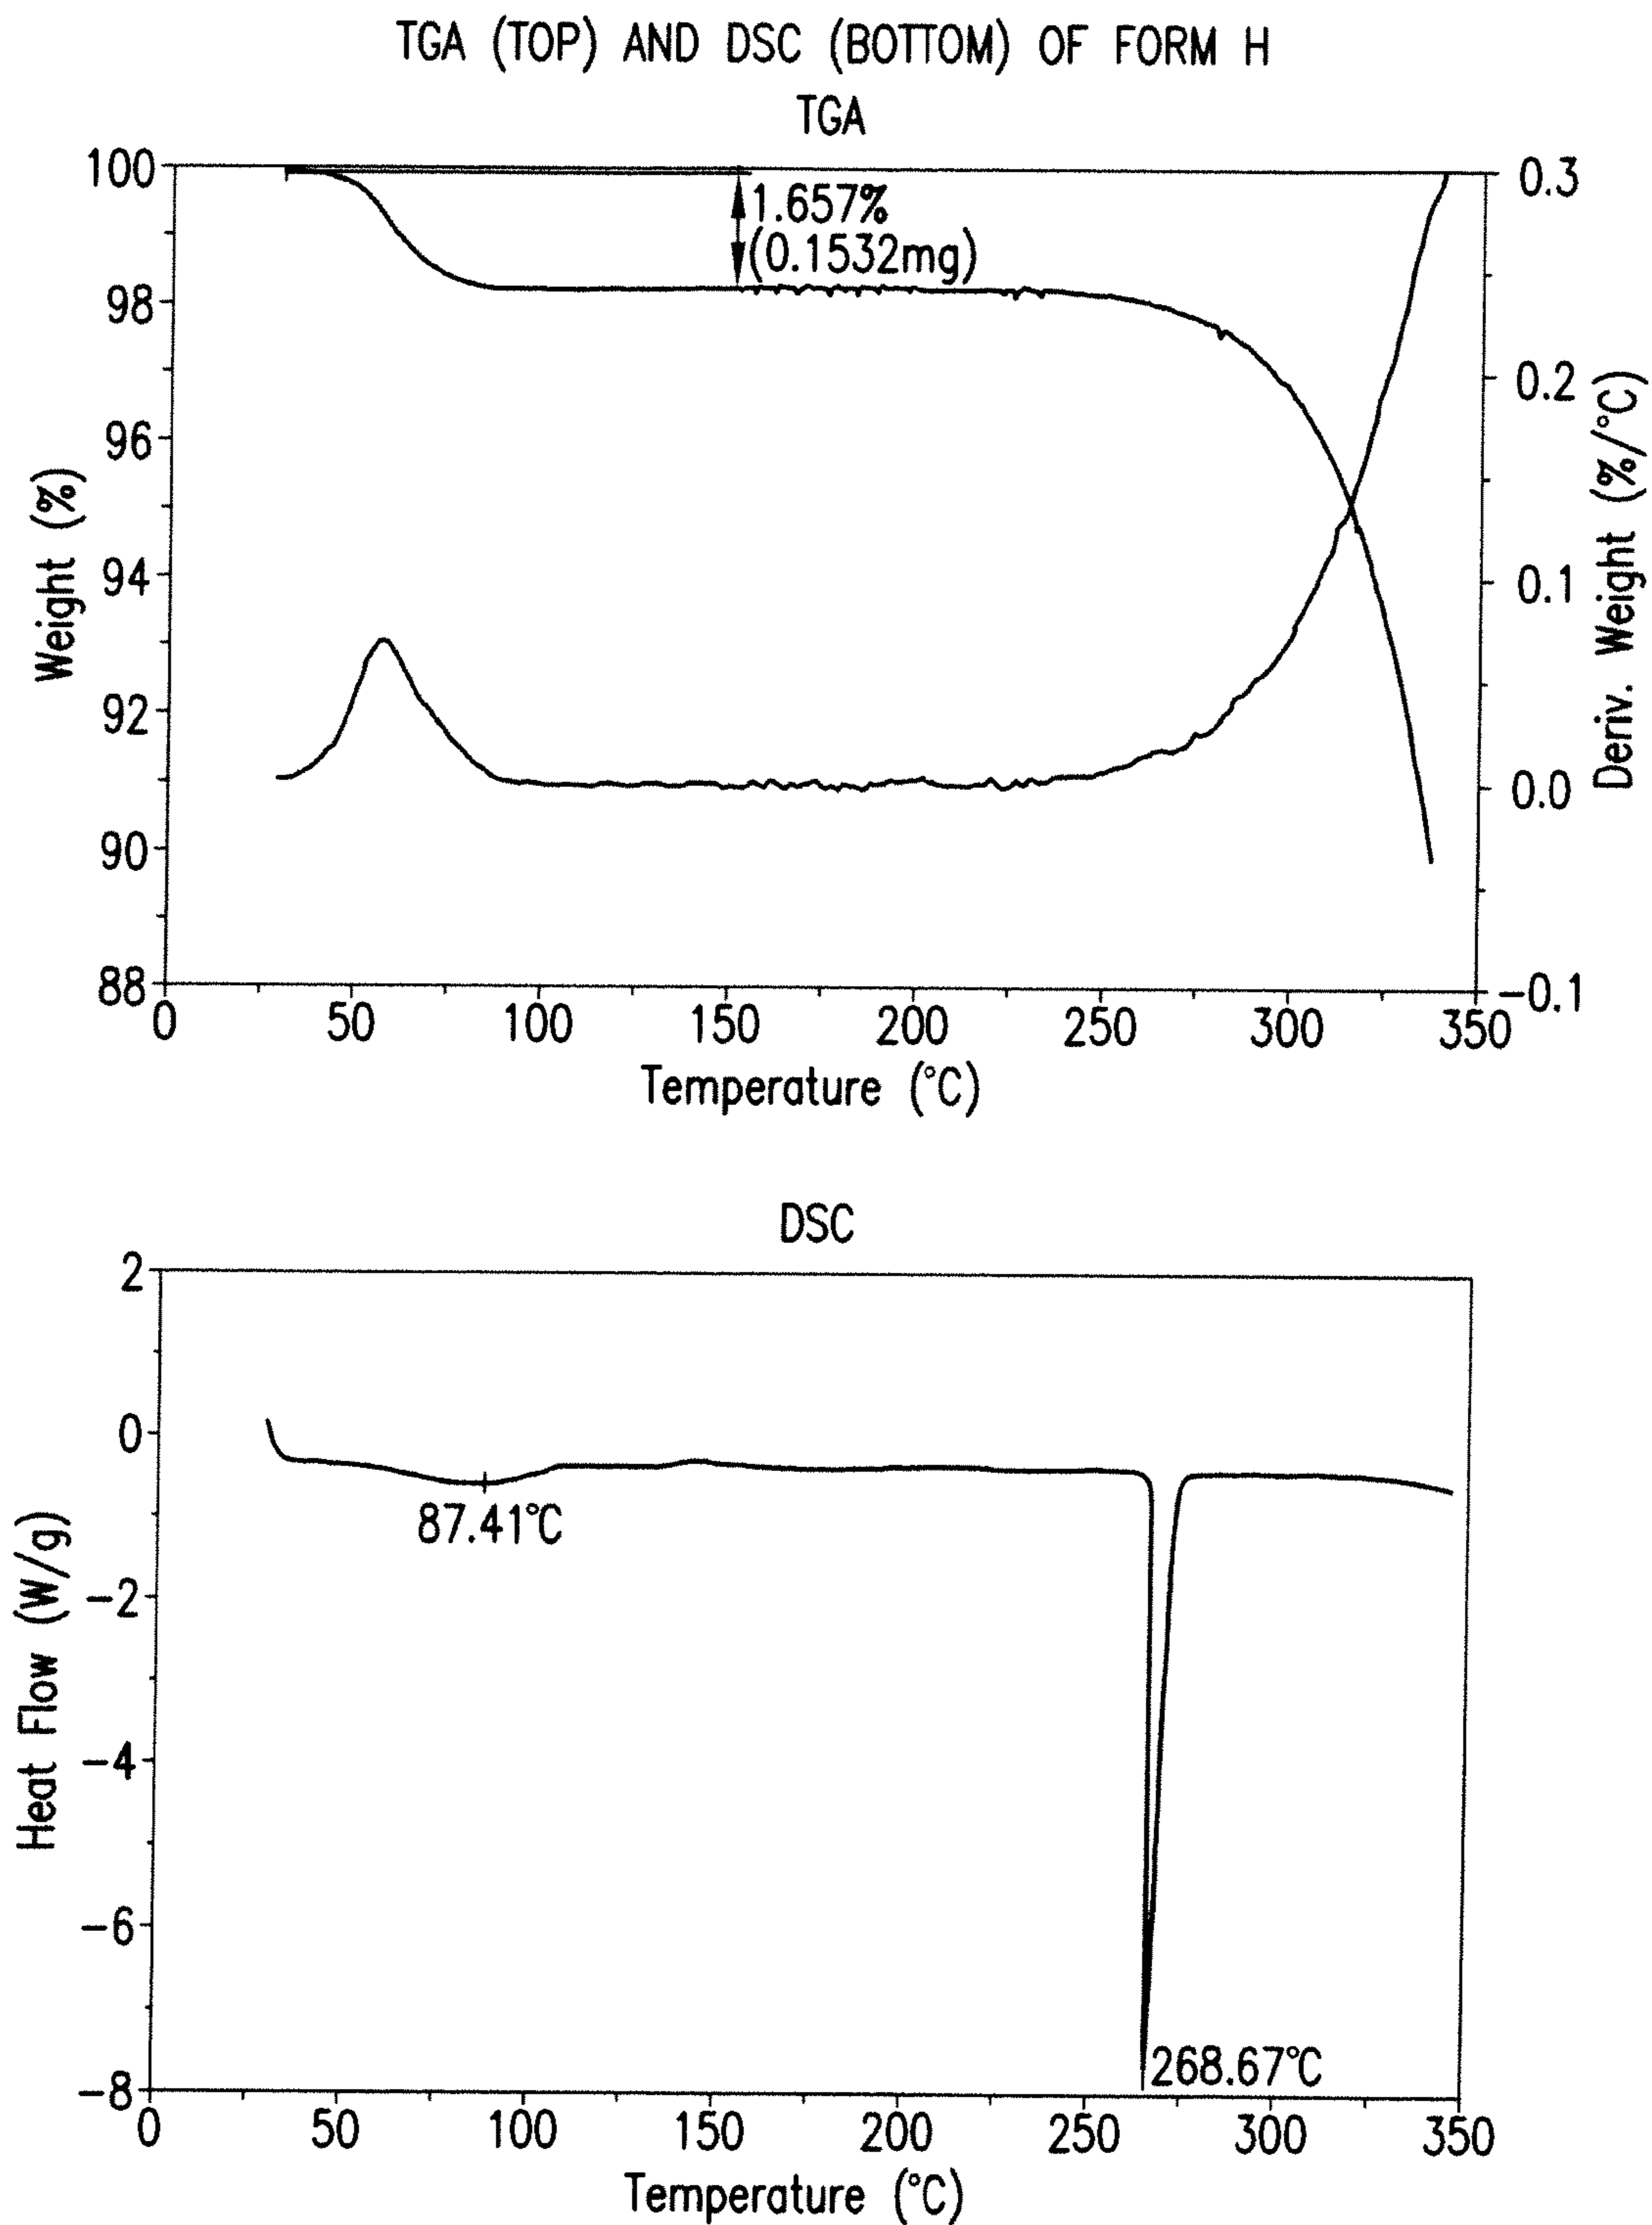 TGA (TOP) AND DSC (BOTTOM) OF FORM H
TGA
100
98
96
94
92
90
88
Weight (%)
1.657%
(0.1532mg)
0.3
0.2
0.1
0.0
-0.1
Deriv. Weight (%/°C)
0 50 100 150 200 250 300 350
Temperature (°C)
DSC
2
0
-2
-4
-6
-8
Heat Flow (W/g)
87.41°C
268.67°C
0 50 100 150 200 250 300 350
Temperature (°C)